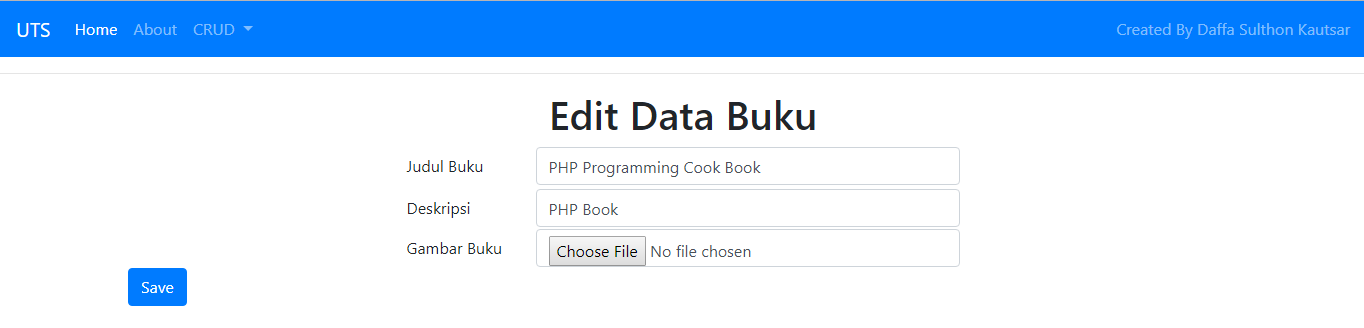 UTS Home About CRUD Created By Daffa Sulthon Kautsar
Edit Data Buku
Judul Buku PHP Programming Cook Book
Deskripsi PHP Book
Gambar Buku Choose File No file chosen
Save